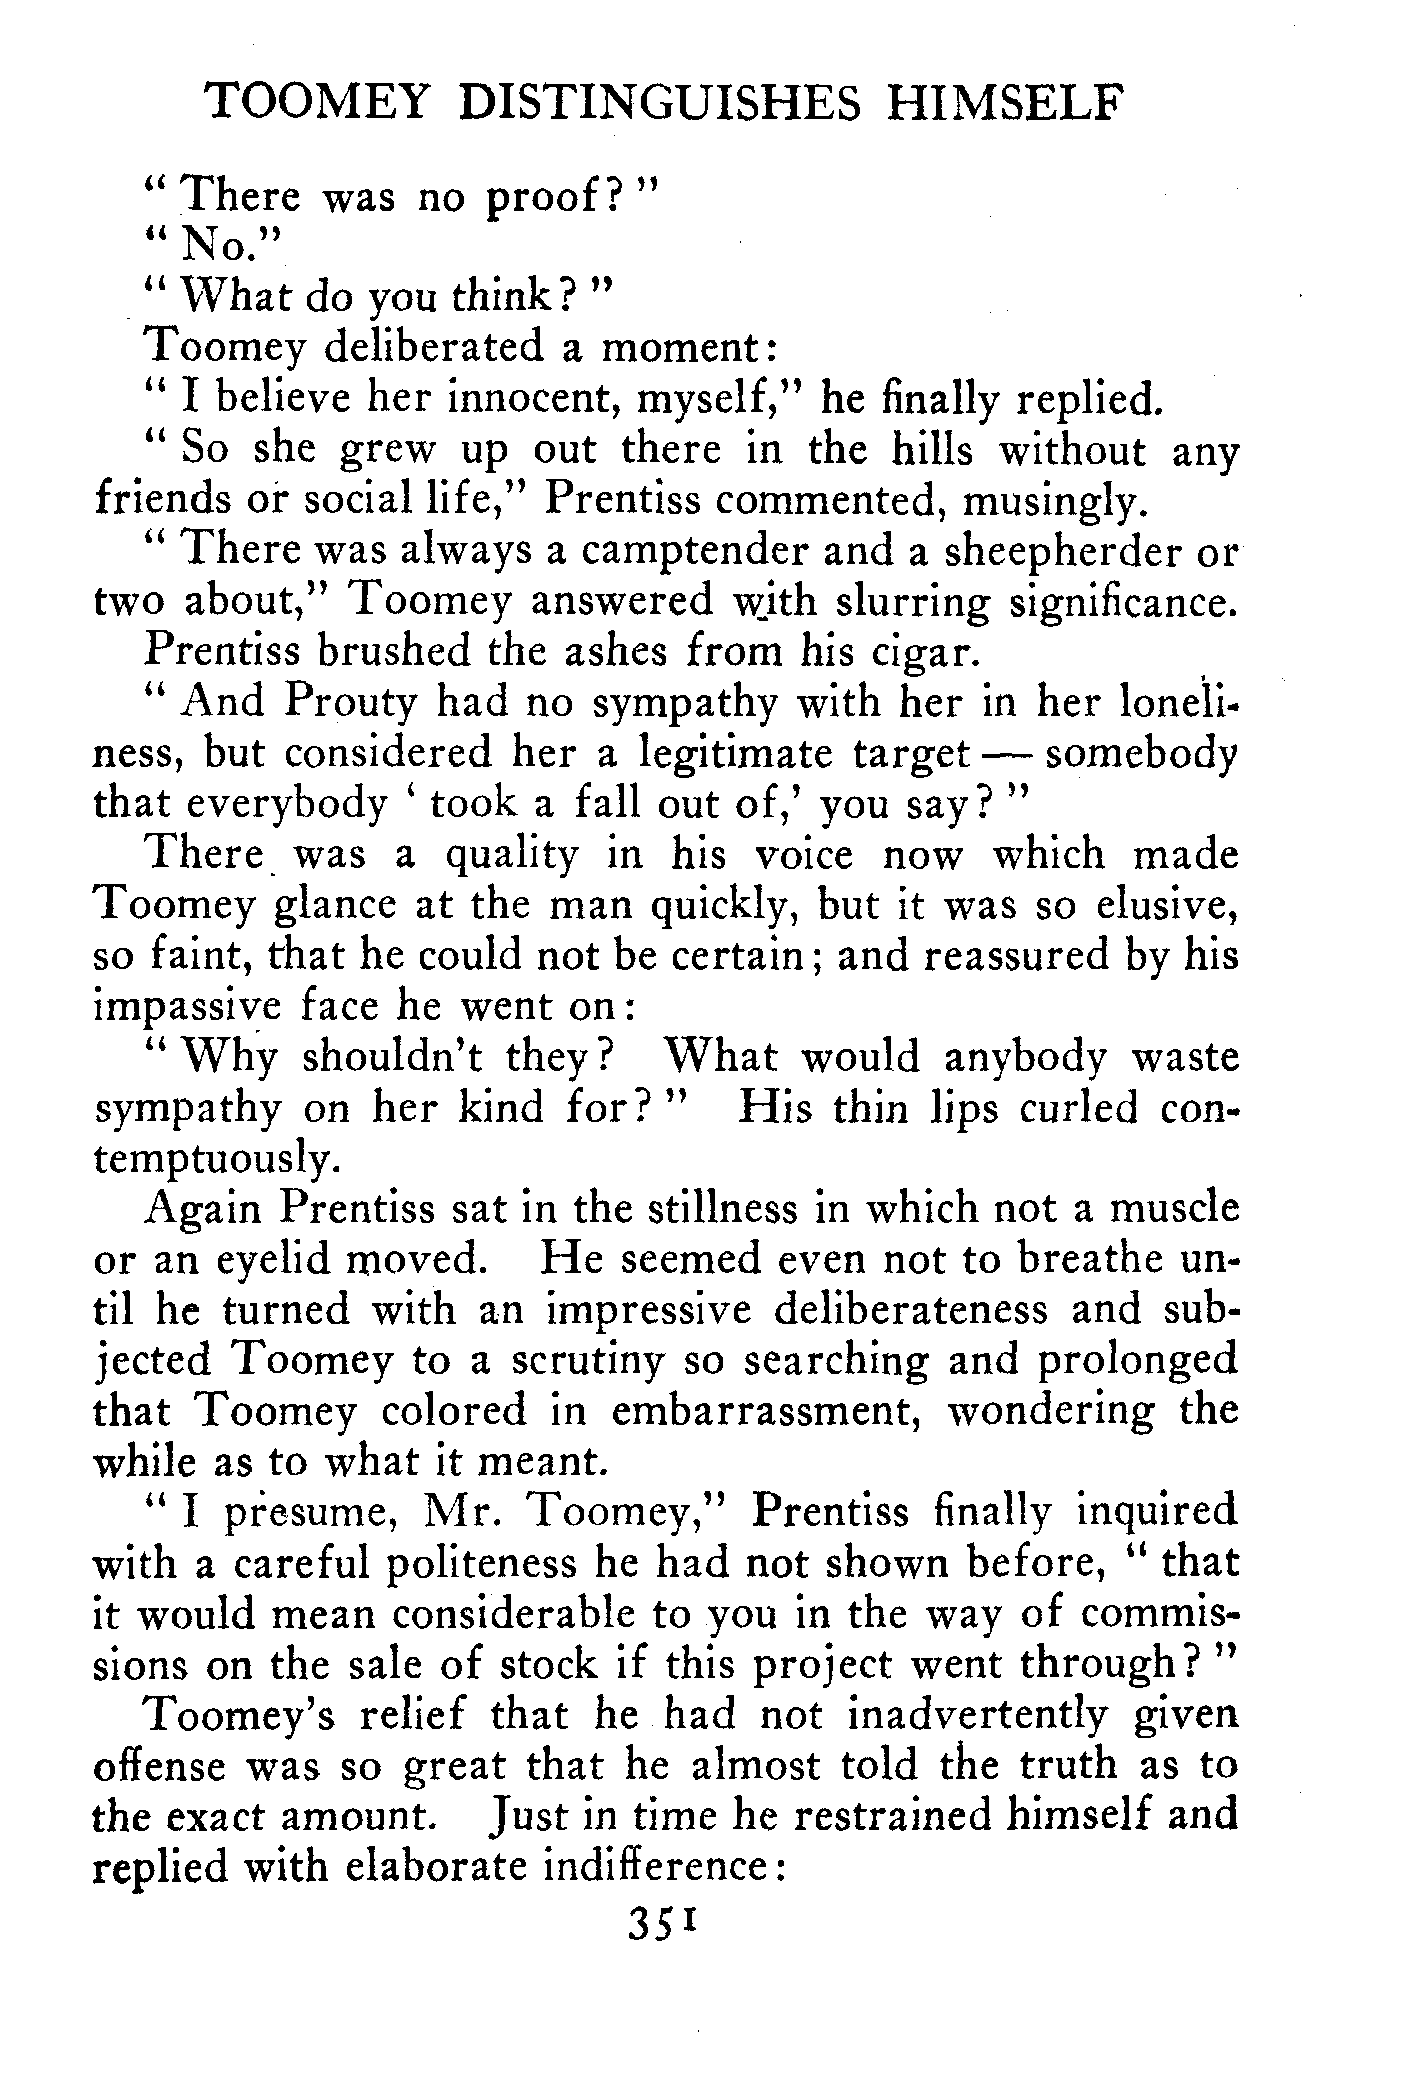 TOOMEY DISTINGUISHES HIMSELF
“ There was no proof? ”
“ No.”
“ What do you think? ”
Toomey deliberated a moment:
“ I believe her innocent, myself,” he finally replied.
“ So she grew up out there in the hills without any
friends or social life,” Prentiss commented, musingly.
“ There was always a camptender and a sheepherder or
two about,” Toomey answered with slurring significance.
Prentiss brushed the ashes from his cigar.
“ And Prouty had no sympathy with her in her loneli-
ness, but considered her a legitimate target — somebody
that everybody ‘ took a fall out of,’ you say? ”
There was a quality in his voice now which made
Toomey glance at the man quickly, but it was so elusive,
so faint, that he could not be certain; and reassured by his
impassive face he went on:
“ Why shouldn’t they? What would anybody waste
sympathy on her kind for? ” His thin lips curled con-
temptuously.
Again Prentiss sat in the stillness in which not a muscle
or an eyelid moved. He seemed even not to breathe un-
til he turned with an impressive deliberateness and sub-
jected Toomey to a scrutiny so searching and prolonged
that Toomey colored in embarrassment, wondering the
while as to what it meant.
“ I presume, Mr. Toomey,” Prentiss finally inquired
with a careful politeness he had not shown before, “ that
it would mean considerable to you in the way of commis-
sions on the sale of stock if this project went through? ”
Toomey’s relief that he had not inadvertently given
offense was so great that he almost told the truth as to
the exact amount. Just in time he restrained himself and
replied with elaborate indifference:
351